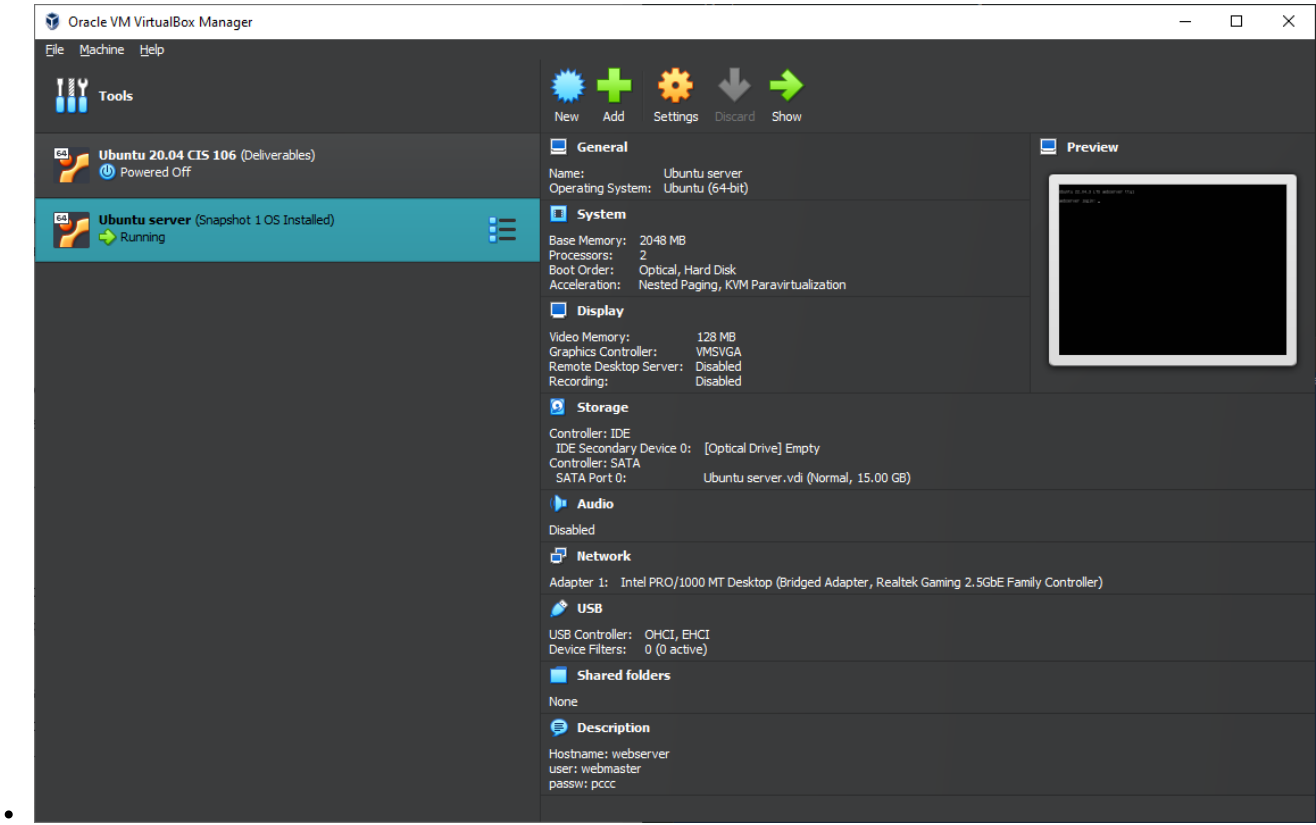 Oracle VM VirtualBox Manager
File Machine Help
Tools
New Add Settings Discard Show
64 Ubuntu 20.04 CIS 106 (Deliverables)
Powered Off
64 Ubuntu server (Snapshot 1 OS Installed)
Running
General
Name: Ubuntu server
Operating System: Ubuntu (64-bit)
System
Base Memory: 2048 MB
Processors: 2
Boot Order: Optical, Hard Disk
Acceleration: Nested Paging, KVM Paravirtualization
Display
Video Memory: 128 MB
Graphics Controller: VMSVGA
Remote Desktop Server: Disabled
Recording: Disabled
Storage
Controller: IDE
IDE Secondary Device 0: [Optical Drive] Empty
Controller: SATA
SATA Port 0: Ubuntu server.vdi (Normal, 15.00 GB)
Audio
Disabled
Network
Adapter 1: Intel PRO/1000 MT Desktop (Bridged Adapter, Realtek Gaming 2.5GbE Family Controller)
USB
USB Controller: OHCI, EHCI
Device Filters: 0 (0 active)
Shared folders
None
Description
Hostname: webserver
user: webmaster
passw: pccc
Preview
webserver login: